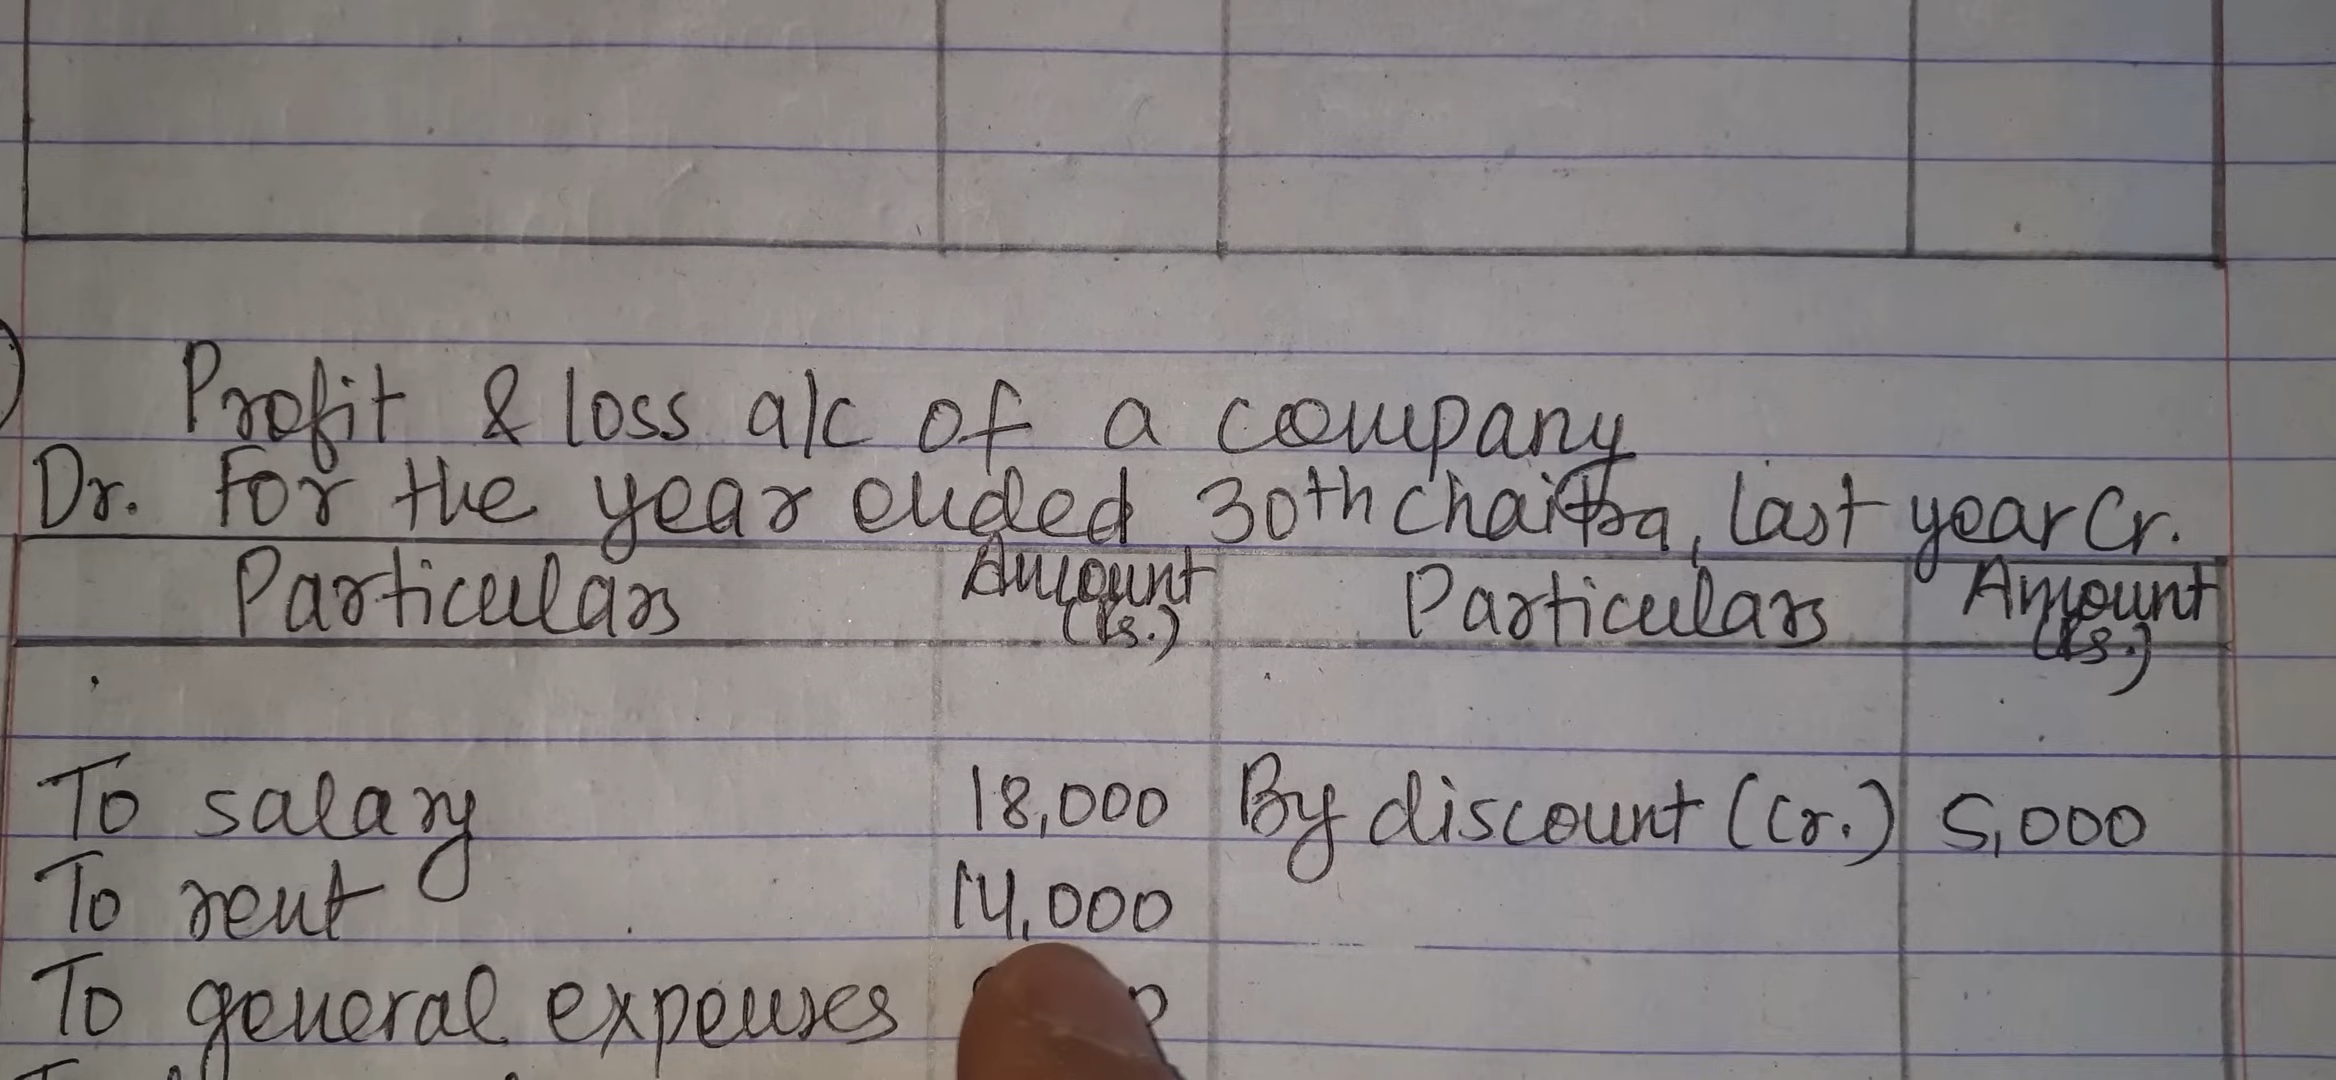 Profit & loss a/c of a company
Dr. For the year ended 30th chaitra, last year Cr.
Particulars Amount (Rs.) Particulars Amount (Rs.)
To salary 18,000 By discount (Cr.) 5,000
To rent 14,000
To general expenses